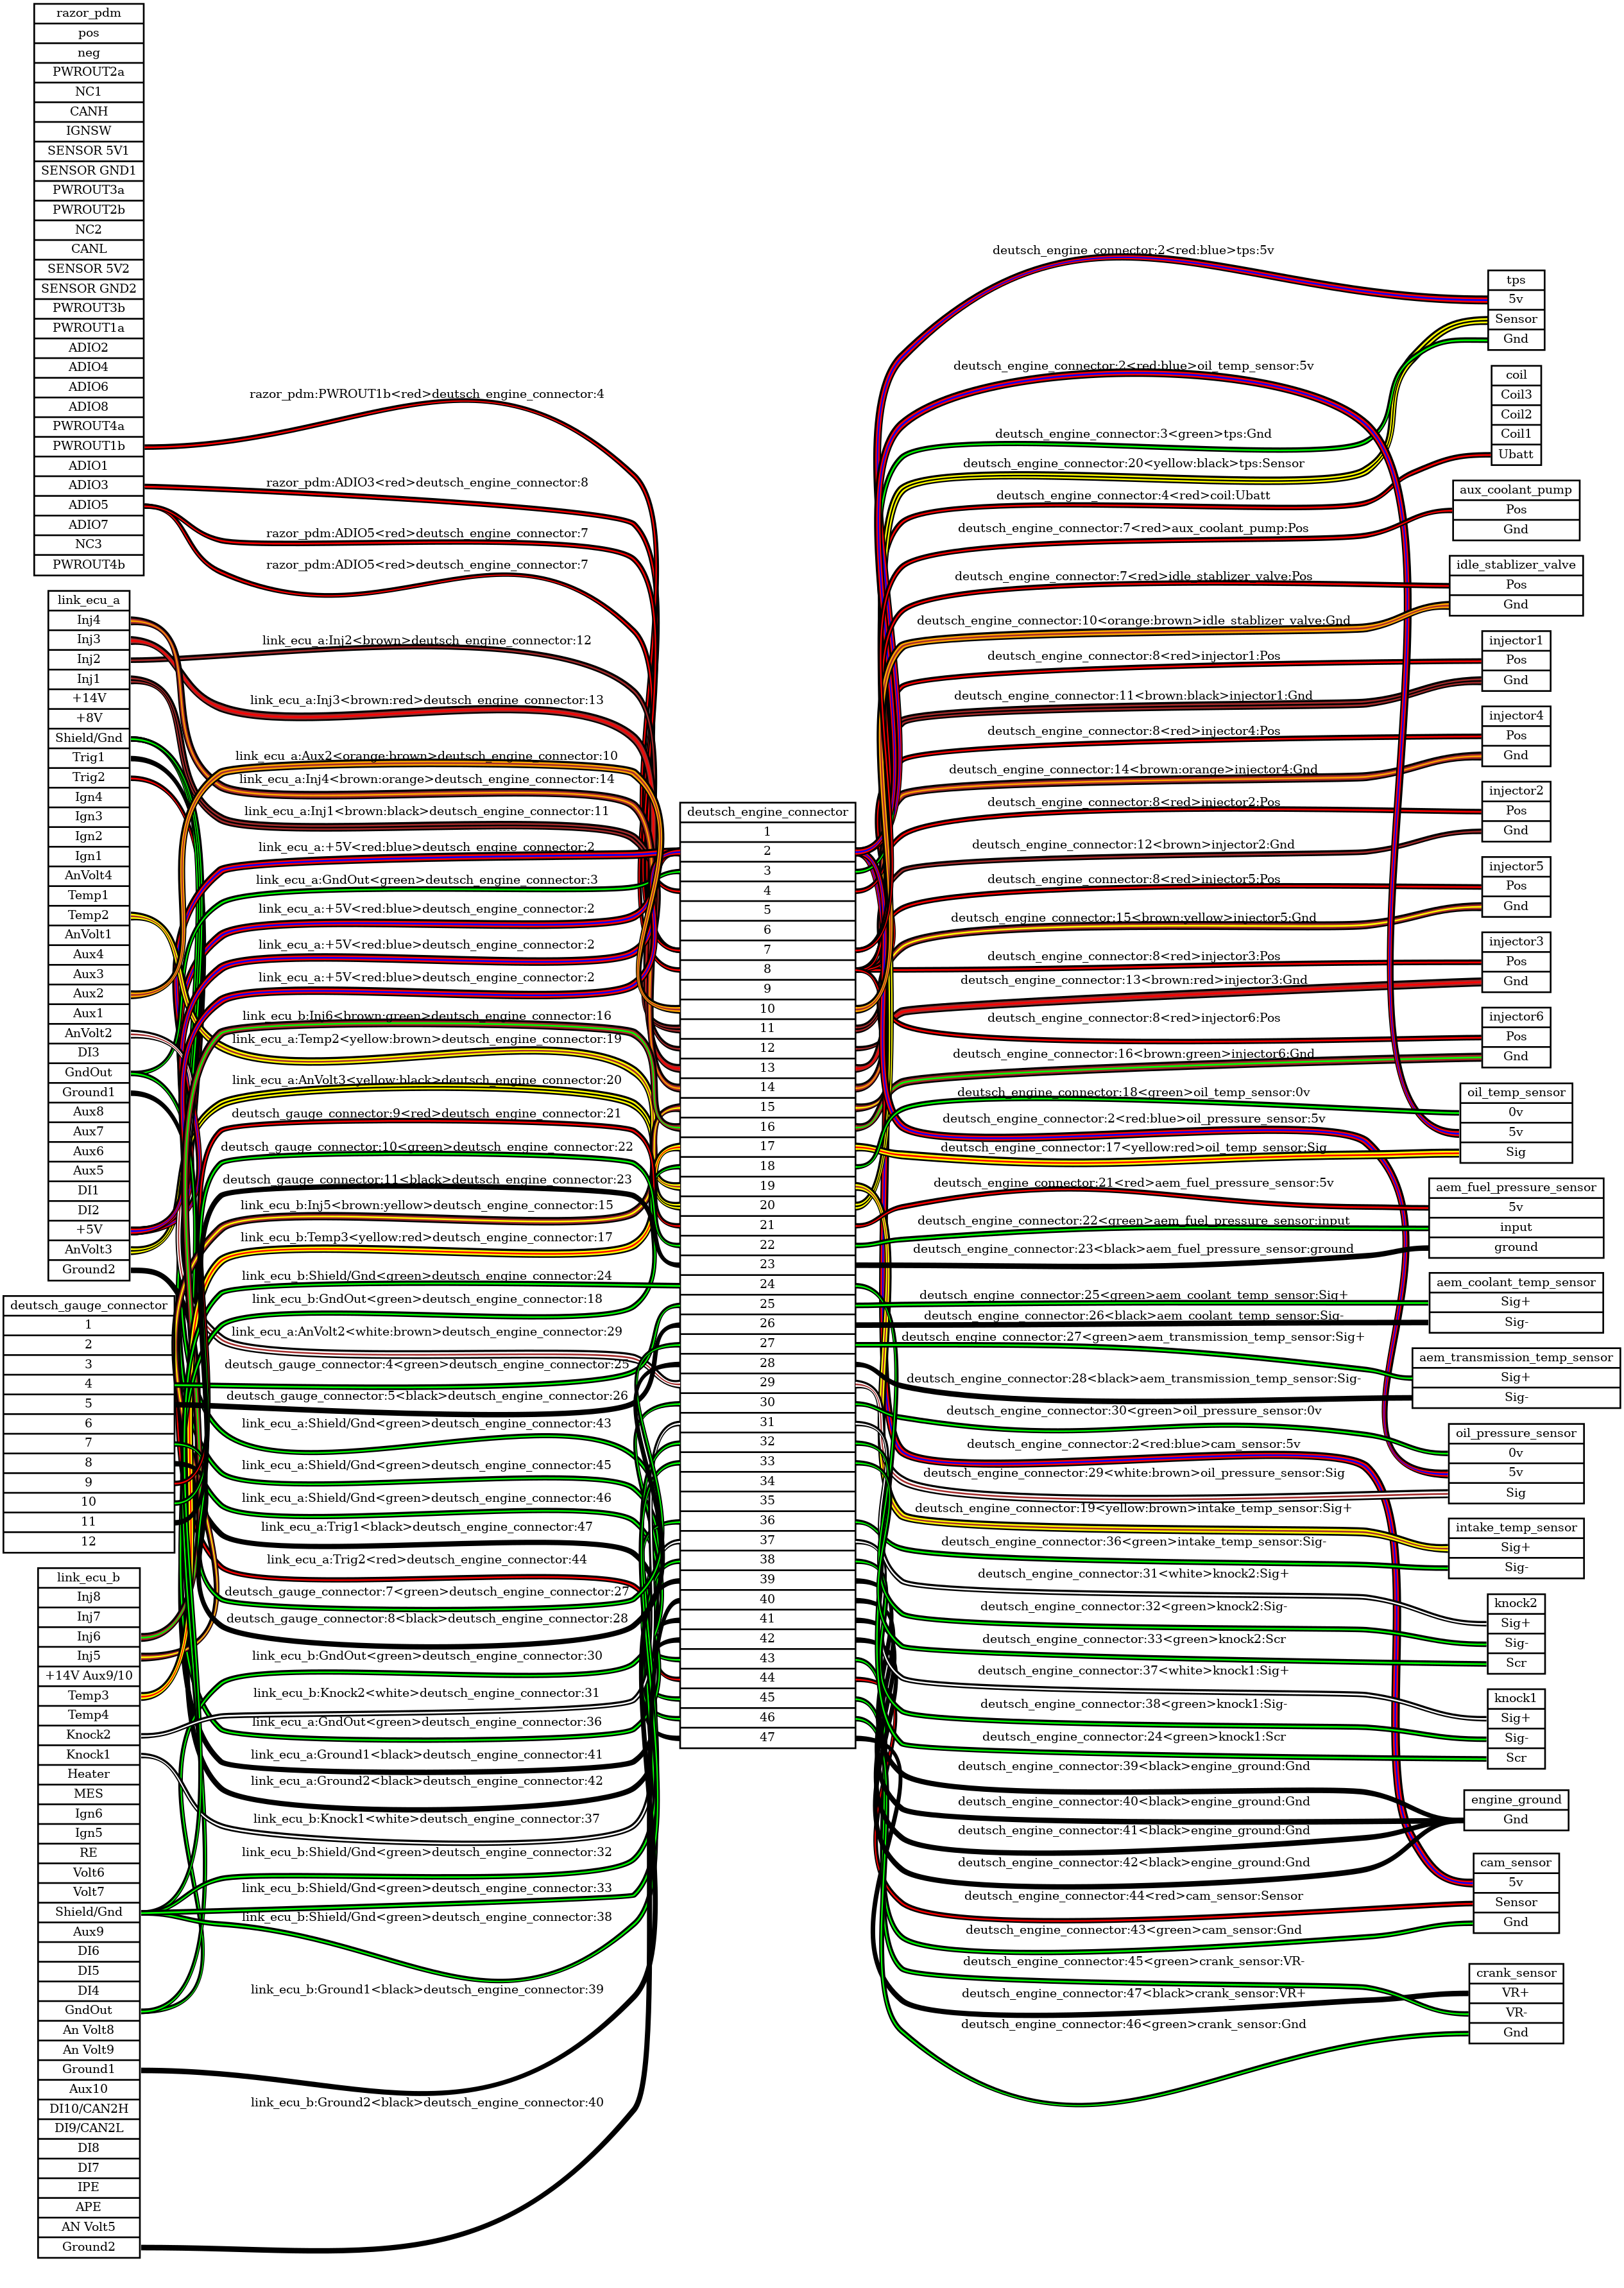 razor_pdm
pos
neg
PWROUT2a
NC1
CANH
IGNSW
SENSOR 5V1
SENSOR GND1
PWROUT3a
PWROUT2b
NC2
CANL
SENSOR 5V2
SENSOR GND2
PWROUT3b
PWROUT1a
ADIO2
ADIO4
ADIO6
ADIO8
PWROUT4a
PWROUT1b
ADIO1
ADIO3
ADIO5
ADIO7
NC3
PWROUT4b
link_ecu_a
Inj4
Inj3
Inj2
Inj1
+14V
+8V
Shield/Gnd
Trig1
Trig2
Ign4
Ign3
Ign2
Ign1
AnVolt4
Temp1
Temp2
AnVolt1
Aux4
Aux3
Aux2
Aux1
AnVolt2
DI3
GndOut
Ground1
Aux8
Aux7
Aux6
Aux5
DI1
DI2
+5V
AnVolt3
Ground2
deutsch_gauge_connector
1
2
3
4
5
6
7
8
9
10
11
12
link_ecu_b
Inj8
Inj7
Inj6
Inj5
+14V Aux9/10
Temp3
Temp4
Knock2
Knock1
Heater
MES
Ign6
Ign5
RE
Volt6
Volt7
Shield/Gnd
Aux9
DI6
DI5
DI4
GndOut
An Volt8
An Volt9
Ground1
Aux10
DI10/CAN2H
DI9/CAN2L
DI8
DI7
IPE
APE
AN Volt5
Ground2
razor_pdm:PWROUT1b<red>deutsch_engine_connector:4
razor_pdm:ADIO3<red>deutsch_engine_connector:8
razor_pdm:ADIO5<red>deutsch_engine_connector:7
razor_pdm:ADIO5<red>deutsch_engine_connector:7
link_ecu_a:Inj2<brown>deutsch_engine_connector:12
link_ecu_a:Inj3<brown:red>deutsch_engine_connector:13
link_ecu_a:Aux2<orange:brown>deutsch_engine_connector:10
link_ecu_a:Inj4<brown:orange>deutsch_engine_connector:14
link_ecu_a:Inj1<brown:black>deutsch_engine_connector:11
link_ecu_a:+5V<red:blue>deutsch_engine_connector:2
link_ecu_a:GndOut<green>deutsch_engine_connector:3
link_ecu_a:+5V<red:blue>deutsch_engine_connector:2
link_ecu_a:+5V<red:blue>deutsch_engine_connector:2
link_ecu_a:+5V<red:blue>deutsch_engine_connector:2
link_ecu_b:Inj6<brown:green>deutsch_engine_connector:16
link_ecu_a:Temp2<yellow:brown>deutsch_engine_connector:19
link_ecu_a:AnVolt3<yellow:black>deutsch_engine_connector:20
deutsch_gauge_connector:9<red>deutsch_engine_connector:21
deutsch_gauge_connector:10<green>deutsch_engine_connector:22
deutsch_gauge_connector:11<black>deutsch_engine_connector:23
link_ecu_b:Inj5<brown:yellow>deutsch_engine_connector:15
link_ecu_b:Temp3<yellow:red>deutsch_engine_connector:17
link_ecu_b:Shield/Gnd<green>deutsch_engine_connector:24
link_ecu_b:GndOut<green>deutsch_engine_connector:18
link_ecu_a:AnVolt2<white:brown>deutsch_engine_connector:29
deutsch_gauge_connector:4<green>deutsch_engine_connector:25
deutsch_gauge_connector:5<black>deutsch_engine_connector:26
link_ecu_a:Shield/Gnd<green>deutsch_engine_connector:43
link_ecu_a:Shield/Gnd<green>deutsch_engine_connector:45
link_ecu_a:Shield/Gnd<green>deutsch_engine_connector:46
link_ecu_a:Trig1<black>deutsch_engine_connector:47
link_ecu_a:Trig2<red>deutsch_engine_connector:44
deutsch_gauge_connector:7<green>deutsch_engine_connector:27
deutsch_gauge_connector:8<black>deutsch_engine_connector:28
link_ecu_b:GndOut<green>deutsch_engine_connector:30
link_ecu_b:Knock2<white>deutsch_engine_connector:31
link_ecu_a:GndOut<green>deutsch_engine_connector:36
link_ecu_a:Ground1<black>deutsch_engine_connector:41
link_ecu_a:Ground2<black>deutsch_engine_connector:42
link_ecu_b:Knock1<white>deutsch_engine_connector:37
link_ecu_b:Shield/Gnd<green>deutsch_engine_connector:32
link_ecu_b:Shield/Gnd<green>deutsch_engine_connector:33
link_ecu_b:Shield/Gnd<green>deutsch_engine_connector:38
link_ecu_b:Ground1<black>deutsch_engine_connector:39
link_ecu_b:Ground2<black>deutsch_engine_connector:40
deutsch_engine_connector
1
2
3
4
5
6
7
8
9
10
11
12
13
14
15
16
17
18
19
20
21
22
23
24
25
26
27
28
29
30
31
32
33
34
35
36
37
38
39
40
41
42
43
44
45
46
47
deutsch_engine_connector:2<red:blue>tps:5v
deutsch_engine_connector:2<red:blue>oil_temp_sensor:5v
deutsch_engine_connector:3<green>tps:Gnd
deutsch_engine_connector:20<yellow:black>tps:Sensor
deutsch_engine_connector:4<red>coil:Ubatt
deutsch_engine_connector:7<red>aux_coolant_pump:Pos
deutsch_engine_connector:7<red>idle_stablizer_valve:Pos
deutsch_engine_connector:10<orange:brown>idle_stablizer_valve:Gnd
deutsch_engine_connector:8<red>injector1:Pos
deutsch_engine_connector:11<brown:black>injector1:Gnd
deutsch_engine_connector:8<red>injector4:Pos
deutsch_engine_connector:14<brown:orange>injector4:Gnd
deutsch_engine_connector:8<red>injector2:Pos
deutsch_engine_connector:12<brown>injector2:Gnd
deutsch_engine_connector:8<red>injector5:Pos
deutsch_engine_connector:15<brown:yellow>injector5:Gnd
deutsch_engine_connector:8<red>injector3:Pos
deutsch_engine_connector:13<brown:red>injector3:Gnd
deutsch_engine_connector:8<red>injector6:Pos
deutsch_engine_connector:16<brown:green>injector6:Gnd
deutsch_engine_connector:18<green>oil_temp_sensor:0v
deutsch_engine_connector:2<red:blue>oil_pressure_sensor:5v
deutsch_engine_connector:17<yellow:red>oil_temp_sensor:Sig
deutsch_engine_connector:21<red>aem_fuel_pressure_sensor:5v
deutsch_engine_connector:22<green>aem_fuel_pressure_sensor:input
deutsch_engine_connector:23<black>aem_fuel_pressure_sensor:ground
deutsch_engine_connector:25<green>aem_coolant_temp_sensor:Sig+
deutsch_engine_connector:26<black>aem_coolant_temp_sensor:Sig-
deutsch_engine_connector:27<green>aem_transmission_temp_sensor:Sig+
deutsch_engine_connector:28<black>aem_transmission_temp_sensor:Sig-
deutsch_engine_connector:30<green>oil_pressure_sensor:0v
deutsch_engine_connector:2<red:blue>cam_sensor:5v
deutsch_engine_connector:29<white:brown>oil_pressure_sensor:Sig
deutsch_engine_connector:19<yellow:brown>intake_temp_sensor:Sig+
deutsch_engine_connector:36<green>intake_temp_sensor:Sig-
deutsch_engine_connector:31<white>knock2:Sig+
deutsch_engine_connector:32<green>knock2:Sig-
deutsch_engine_connector:33<green>knock2:Scr
deutsch_engine_connector:37<white>knock1:Sig+
deutsch_engine_connector:38<green>knock1:Sig-
deutsch_engine_connector:24<green>knock1:Scr
deutsch_engine_connector:39<black>engine_ground:Gnd
deutsch_engine_connector:40<black>engine_ground:Gnd
deutsch_engine_connector:41<black>engine_ground:Gnd
deutsch_engine_connector:42<black>engine_ground:Gnd
deutsch_engine_connector:44<red>cam_sensor:Sensor
deutsch_engine_connector:43<green>cam_sensor:Gnd
deutsch_engine_connector:45<green>crank_sensor:VR-
deutsch_engine_connector:47<black>crank_sensor:VR+
deutsch_engine_connector:46<green>crank_sensor:Gnd
tps
5v
Sensor
Gnd
coil
Coil3
Coil2
Coil1
Ubatt
aux_coolant_pump
Pos
Gnd
idle_stablizer_valve
Pos
Gnd
injector1
Pos
Gnd
injector4
Pos
Gnd
injector2
Pos
Gnd
injector5
Pos
Gnd
injector3
Pos
Gnd
injector6
Pos
Gnd
oil_temp_sensor
0v
5v
Sig
aem_fuel_pressure_sensor
5v
input
ground
aem_coolant_temp_sensor
Sig+
Sig-
aem_transmission_temp_sensor
Sig+
Sig-
oil_pressure_sensor
0v
5v
Sig
intake_temp_sensor
Sig+
Sig-
knock2
Sig+
Sig-
Scr
knock1
Sig+
Sig-
Scr
engine_ground
Gnd
cam_sensor
5v
Sensor
Gnd
crank_sensor
VR+
VR-
Gnd